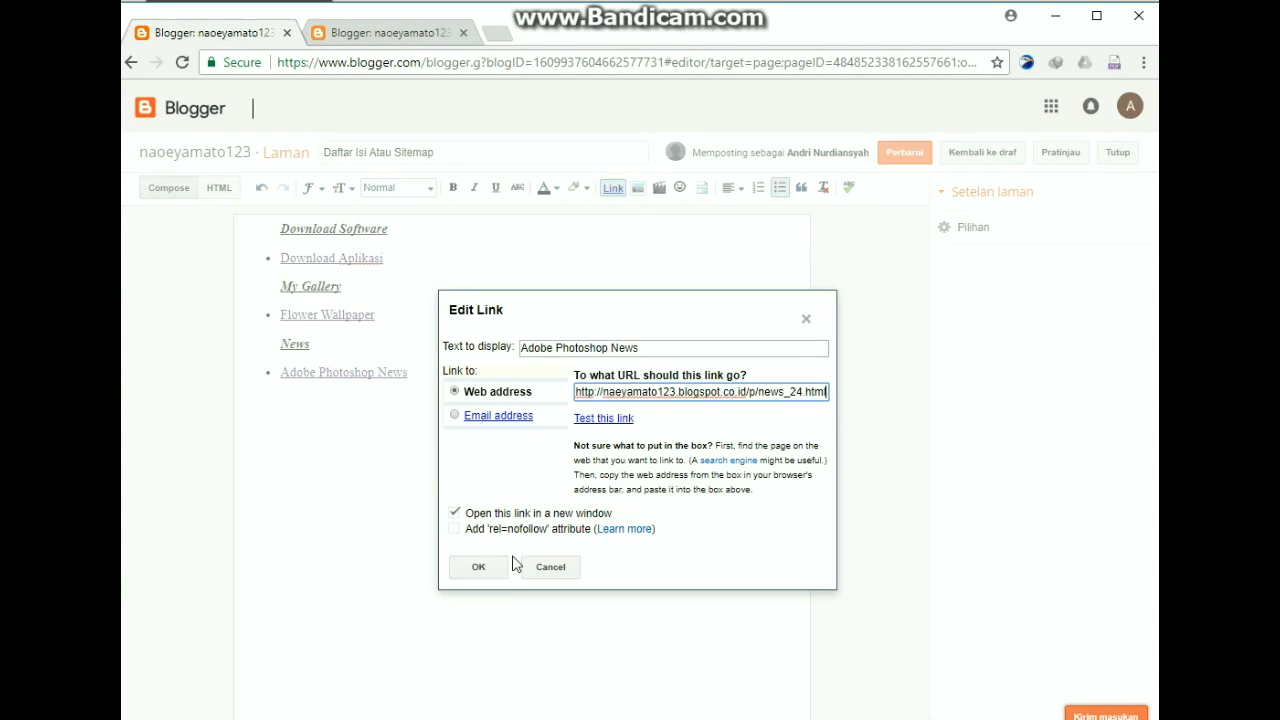 www.Bandicam.com
Blogger: naoeyamato123
Blogger: naoeyamato123
Secure
https://www.blogger.com/blogger.g?blogID=1609937604662577731#editor/target=page;pageID=484852338162557661;o...
Blogger
A
naoeyamato123 · Laman
Daftar Isi Atau Sitemap
Memposting sebagai Andri Nurdiansyah
Perbarui
Kembali ke draf
Pratinjau
Tutup
Compose
HTML
Normal
B
I
U
ABC
A
Link
Setelan laman
Pilihan
Download Software
Download Aplikasi
My Gallery
Flower Wallpaper
News
Adobe Photoshop News
Edit Link
Text to display:
Adobe Photoshop News
Link to:
To what URL should this link go?
Web address
http://naeyamato123.blogspot.co.id/p/news_24.html
Email address
Test this link
Not sure what to put in the box? First, find the page on the
web that you want to link to. (A search engine might be useful.)
Then, copy the web address from the box in your browser's
address bar, and paste it into the box above.
Open this link in a new window
Add 'rel=nofollow' attribute (Learn more)
OK
Cancel
Kirim masukan